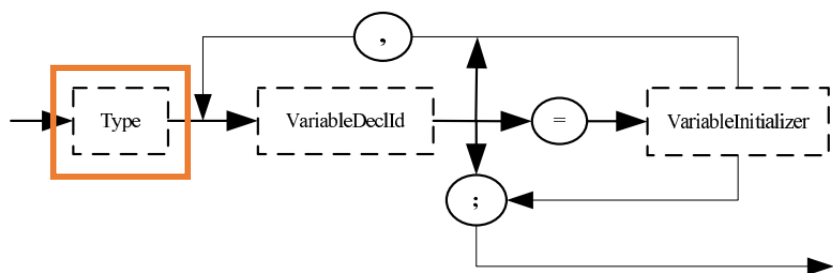 ,
Type VariableDeclId = VariableInitializer
;